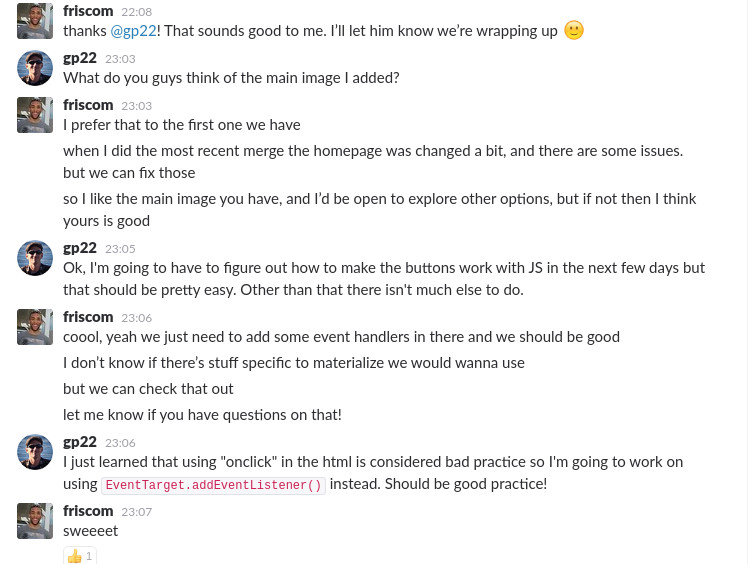 friscom 22:08
thanks @gp22! That sounds good to me. I’ll let him know we’re wrapping up
gp22 23:03
What do you guys think of the main image I added?
friscom 23:03
I prefer that to the first one we have
when I did the most recent merge the homepage was changed a bit, and there are some issues.
but we can fix those
so I like the main image you have, and I’d be open to explore other options, but if not then I think
yours is good
gp22 23:05
Ok, I'm going to have to figure out how to make the buttons work with JS in the next few days but
that should be pretty easy. Other than that there isn't much else to do.
friscom 23:06
coool, yeah we just need to add some event handlers in there and we should be good
I don’t know if there’s stuff specific to materialize we would wanna use
but we can check that out
let me know if you have questions on that!
gp22 23:06
I just learned that using "onclick" in the html is considered bad practice so I'm going to work on
using EventTarget.addEventListener() instead. Should be good practice!
friscom 23:07
sweeeet
1